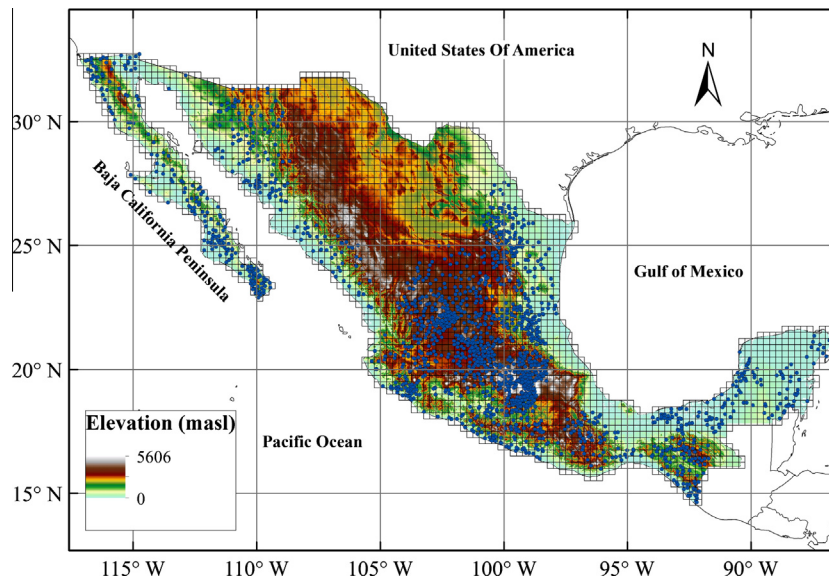 United States Of America
N
30° N
Baja California Peninsula
25° N
Gulf of Mexico
20° N
Elevation (masl)
5606
0
Pacific Ocean
15° N
115° W
110° W
105° W
100° W
95° W
90° W